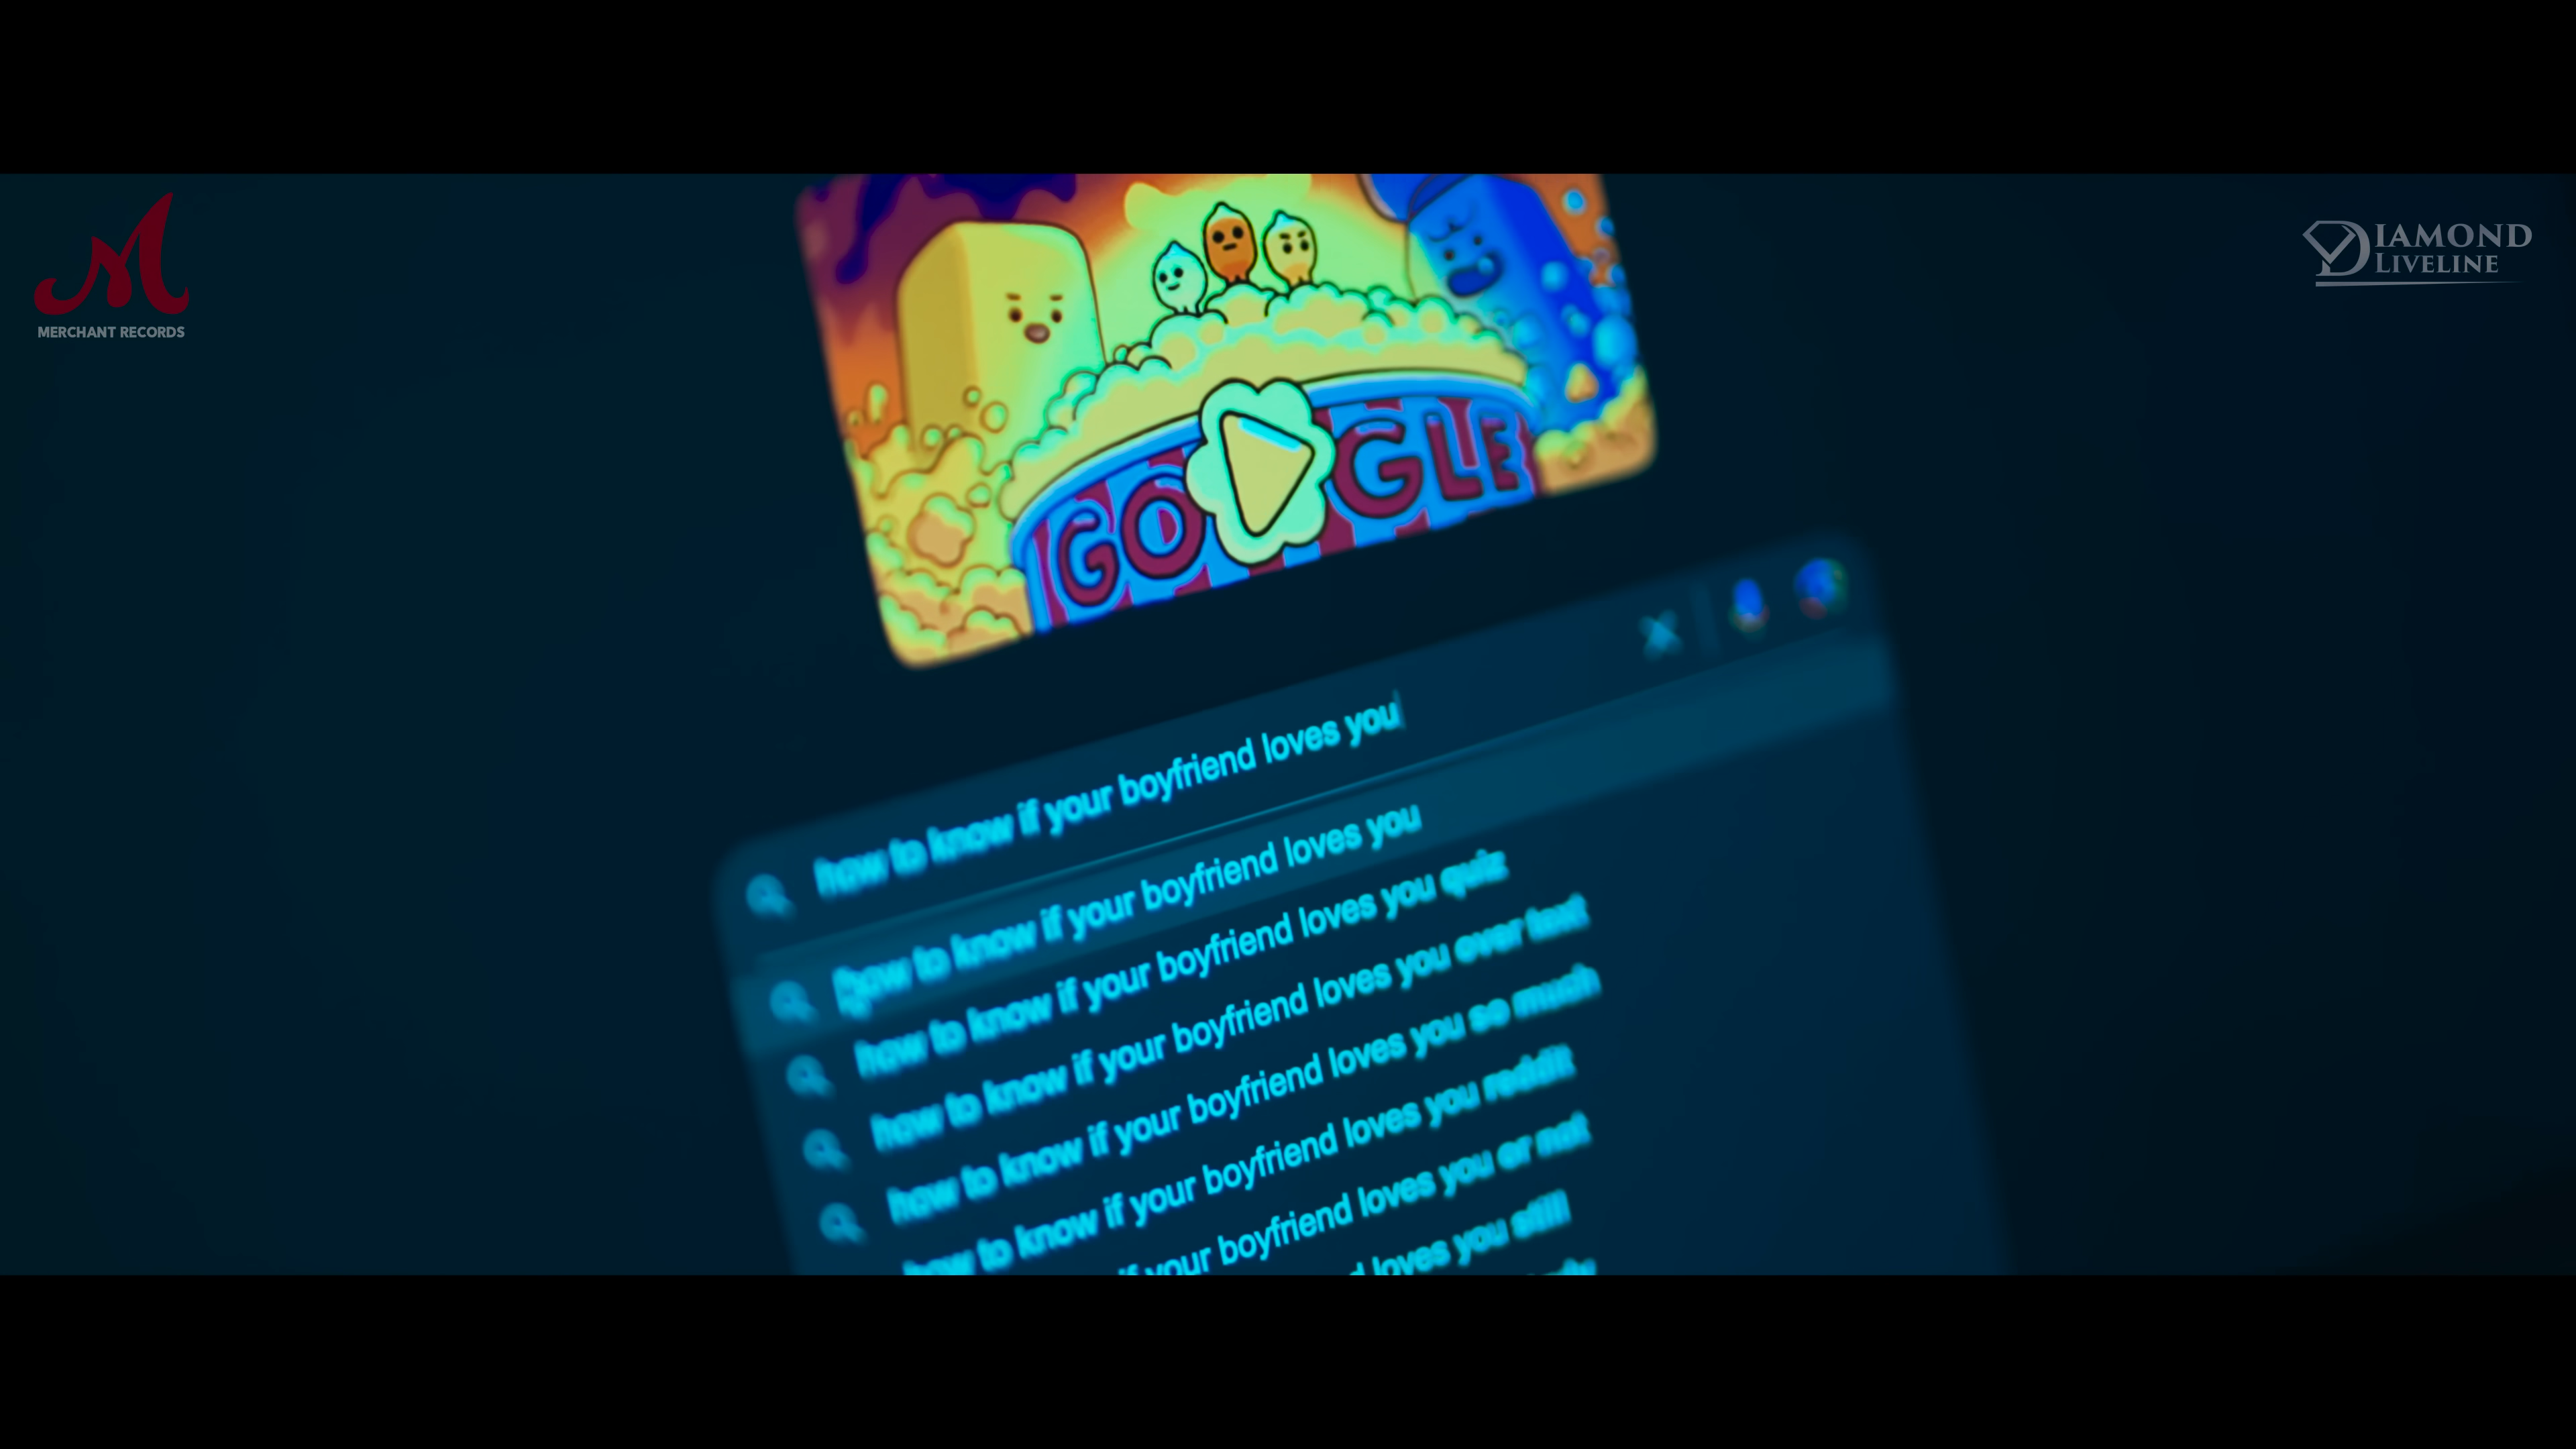 MERCHANT RECORDS
DIAMOND
LIVELINE
GOOGLE
how to know if your boyfriend loves you
how to know if your boyfriend loves you
how to know if your boyfriend loves you quiz
how to know if your boyfriend loves you over text
how to know if your boyfriend loves you so much
how to know if your boyfriend loves you reddit
if your boyfriend loves you or not
loves you still